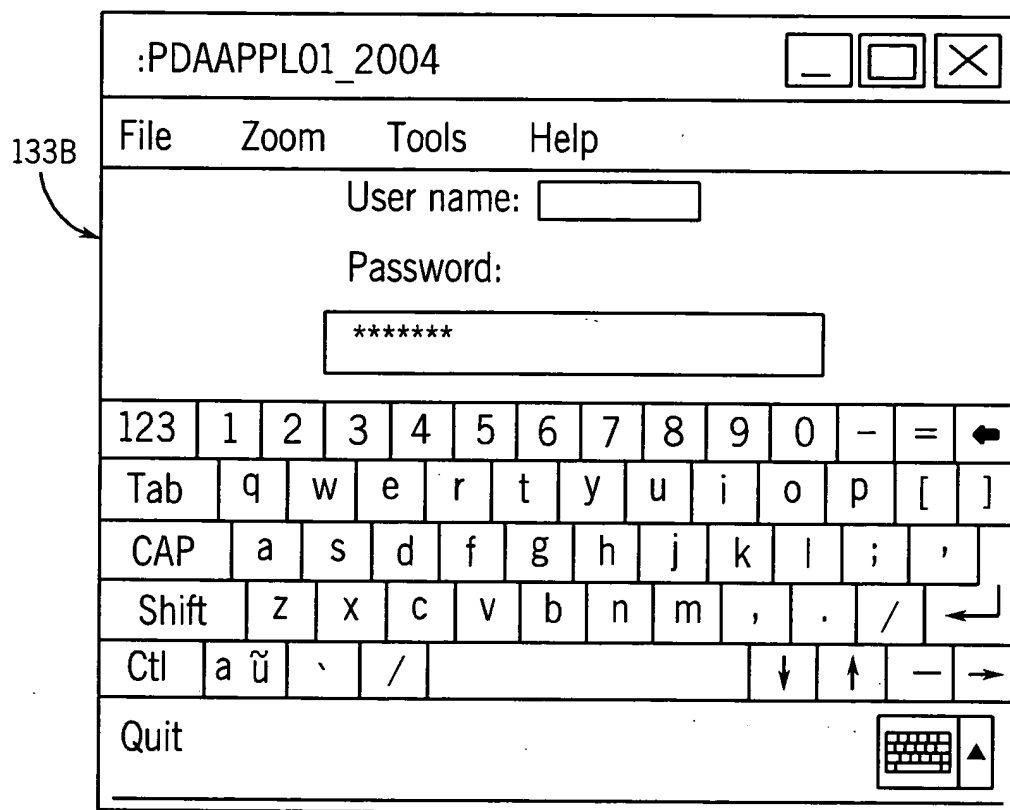 :PDAAPPL01_2004
File Zoom Tools Help
133B
User name:
Password:
*******
123 1 2 3 4 5 6 7 8 9 0 - =
Tab q w e r t y u i o p [ ]
CAP a s d f g h j k l ; '
Shift z x c v b n m , . /
Ctl a ũ ` /
Quit